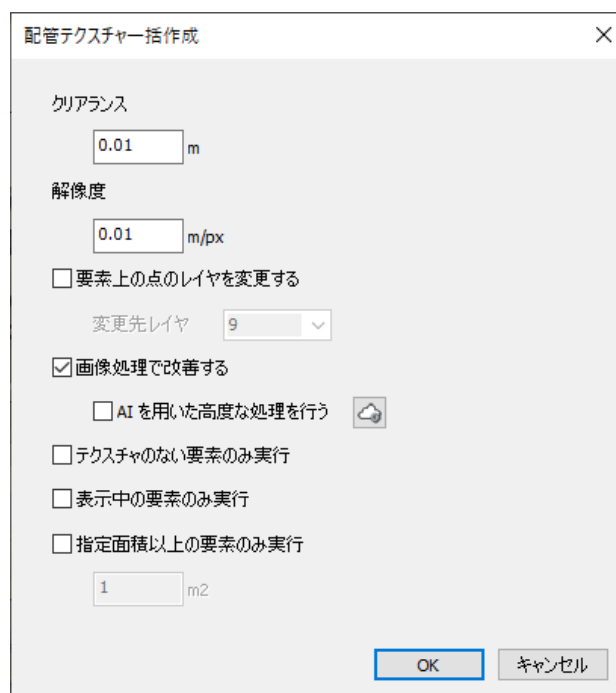 配管テクスチャ一括作成
クリアランス
0.01 m
解像度
0.01 m/px
要素上の点のレイヤを変更する
変更先レイヤ 9
画像処理で改善する
AIを用いた高度な処理を行う
テクスチャのない要素のみ実行
表示中の要素のみ実行
指定面積以上の要素のみ実行
1 m2
OK キャンセル